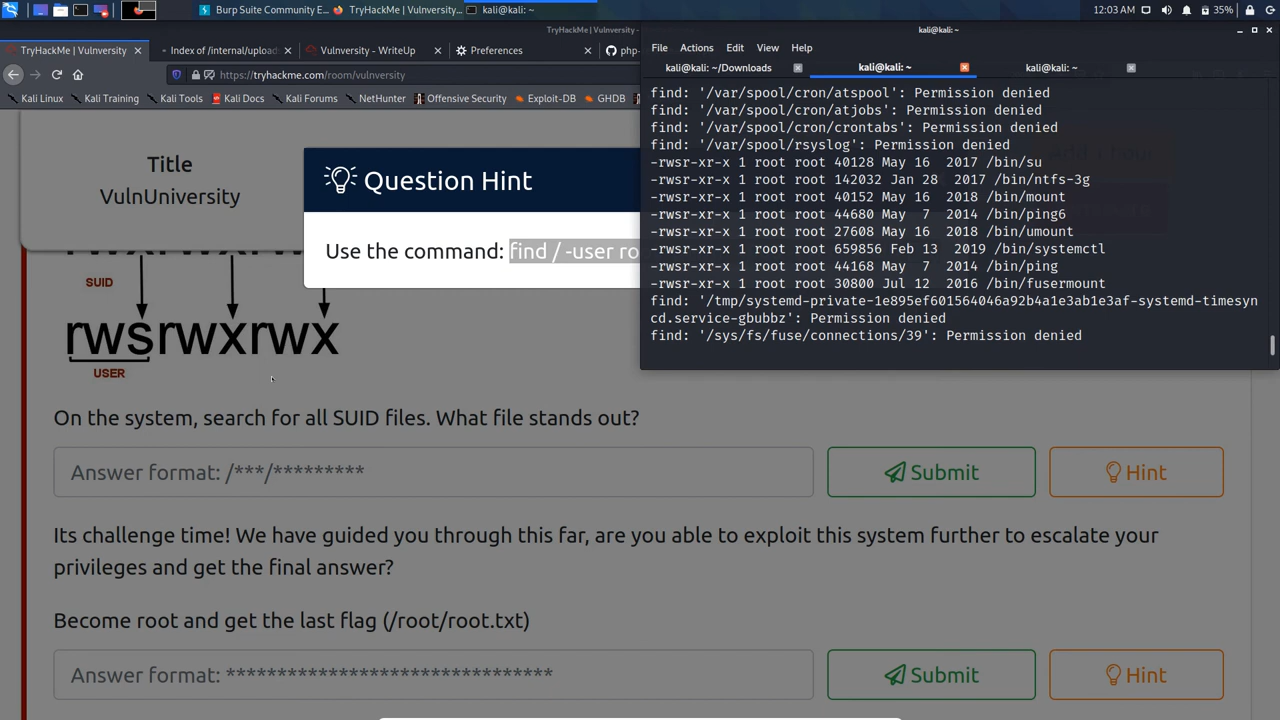 Burp Suite Community E...
TryHackMe | Vulnversity...
kali@kali: ~
12:03 AM
35%
TryHackMe | Vulnversity - 
kali@kali: ~
TryHackMe | Vulnversity
Index of /internal/upload
Vulnversity - WriteUp
Preferences
php-
https://tryhackme.com/room/vulnversity
Kali Linux
Kali Training
Kali Tools
Kali Docs
Kali Forums
NetHunter
Offensive Security
Exploit-DB
GHDB
File Actions Edit View Help
kali@kali: ~/Downloads
kali@kali: ~
kali@kali: ~
find: '/var/spool/cron/atspool': Permission denied
find: '/var/spool/cron/atjobs': Permission denied
find: '/var/spool/cron/crontabs': Permission denied
find: '/var/spool/rsyslog': Permission denied
-rwsr-xr-x 1 root root 40128 May 16  2017 /bin/su
-rwsr-xr-x 1 root root 142032 Jan 28  2017 /bin/ntfs-3g
-rwsr-xr-x 1 root root 40152 May 16  2018 /bin/mount
-rwsr-xr-x 1 root root 44680 May  7  2014 /bin/ping6
-rwsr-xr-x 1 root root 27608 May 16  2018 /bin/umount
-rwsr-xr-x 1 root root 659856 Feb 13  2019 /bin/systemctl
-rwsr-xr-x 1 root root 44168 May  7  2014 /bin/ping
-rwsr-xr-x 1 root root 30800 Jul 12  2016 /bin/fusermount
find: '/tmp/systemd-private-1e895ef601564046a92b4a1e3ab1e3af-systemd-timesyn
cd.service-gbubbz': Permission denied
find: '/sys/fs/fuse/connections/39': Permission denied
Title
VulnUniversity
Question Hint
Use the command: find / -user ro
SUID
rwsrwxrwx
USER
On the system, search for all SUID files. What file stands out?
Answer format: /***/*********
Submit
Hint
Its challenge time! We have guided you through this far, are you able to exploit this system further to escalate your
privileges and get the final answer?
Become root and get the last flag (/root/root.txt)
Answer format: ********************************
Submit
Hint